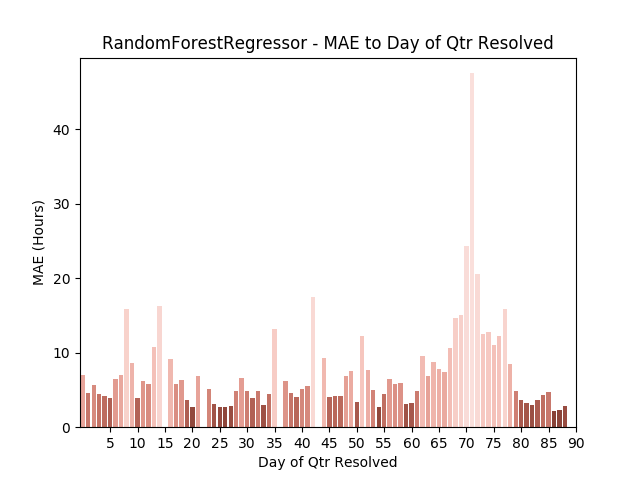 RandomForestRegressor - MAE to Day of Qtr Resolved
MAE (Hours)
40
30
20
10
0
5 10 15 20 25 30 35 40 45 50 55 60 65 70 75 80 85 90
Day of Qtr Resolved